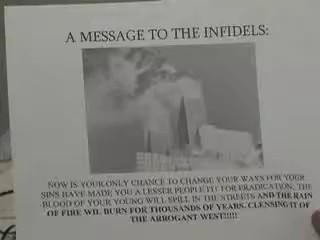 A MESSAGE TO THE INFIDELS:
NOW IS YOUR ONLY CHANCE TO CHANGE YOUR WAYS FOR YOUR
SINS HAVE MADE YOU A LESSER PEOPLE FIT FOR ERADICATION. THE
BLOOD OF YOUR YOUNG WILL SPILL IN THE STREETS AND THE RAIN
OF FIRE WIL BURN FOR THOUSANDS OF YEARS, CLENSING IT OF
THE ARROGANT WEST!!!!!